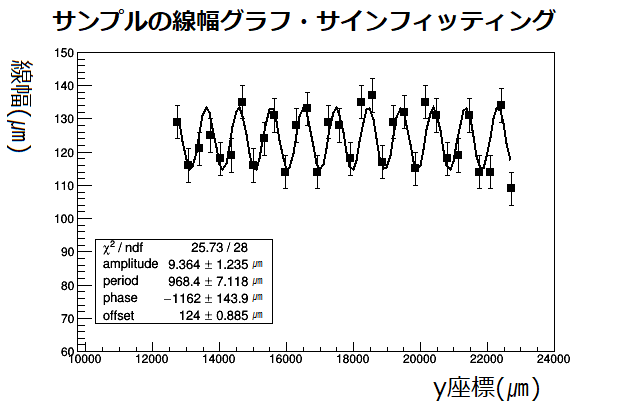 サンプルの線幅グラフ・サインフィッティング
線幅(㎛)
150
140
130
120
110
100
90
80
70
60
χ² / ndf 25.73 / 28
amplitude 9.364 ± 1.235 ㎛
period 968.4 ± 7.118 ㎛
phase −1162 ± 143.9 ㎛
offset 124 ± 0.885 ㎛
10000 12000 14000 16000 18000 20000 22000 24000
y座標(㎛)